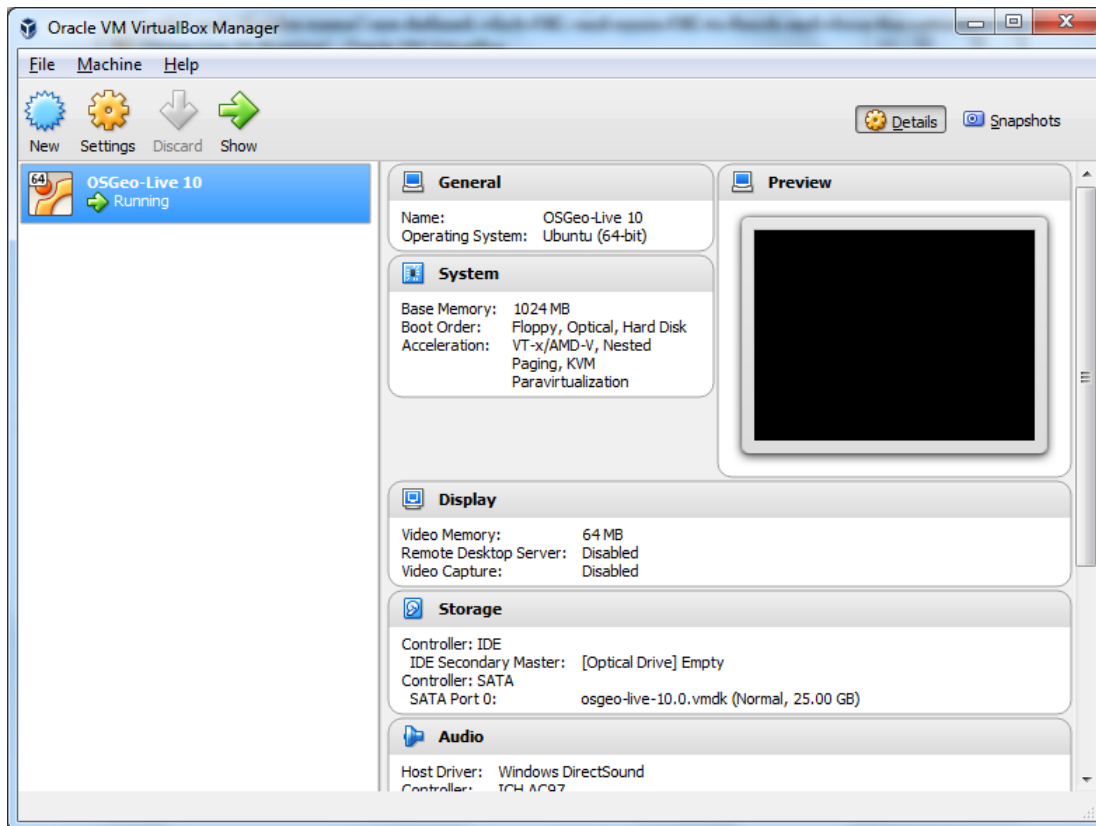 Oracle VM VirtualBox Manager
File Machine Help
New Settings Discard Show
Details Snapshots
64
OSGeo-Live 10
Running
General
Name: OSGeo-Live 10
Operating System: Ubuntu (64-bit)
Preview
System
Base Memory: 1024 MB
Boot Order: Floppy, Optical, Hard Disk
Acceleration: VT-x/AMD-V, Nested
Paging, KVM
Paravirtualization
Display
Video Memory: 64 MB
Remote Desktop Server: Disabled
Video Capture: Disabled
Storage
Controller: IDE
IDE Secondary Master: [Optical Drive] Empty
Controller: SATA
SATA Port 0: osgeo-live-10.0.vmdk (Normal, 25.00 GB)
Audio
Host Driver: Windows DirectSound
Controller: ICH AC97